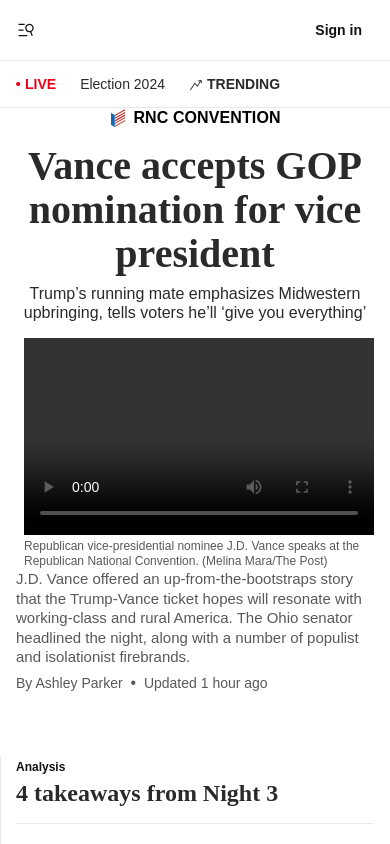 Sign in
LIVE
Election 2024
TRENDING
RNC CONVENTION
Vance accepts GOP
nomination for vice
president
Trump’s running mate emphasizes Midwestern
upbringing, tells voters he’ll ‘give you everything’
0:00
Republican vice-presidential nominee J.D. Vance speaks at the
Republican National Convention. (Melina Mara/The Post)
J.D. Vance offered an up-from-the-bootstraps story
that the Trump-Vance ticket hopes will resonate with
working-class and rural America. The Ohio senator
headlined the night, along with a number of populist
and isolationist firebrands.
By Ashley Parker • Updated 1 hour ago
Analysis
4 takeaways from Night 3